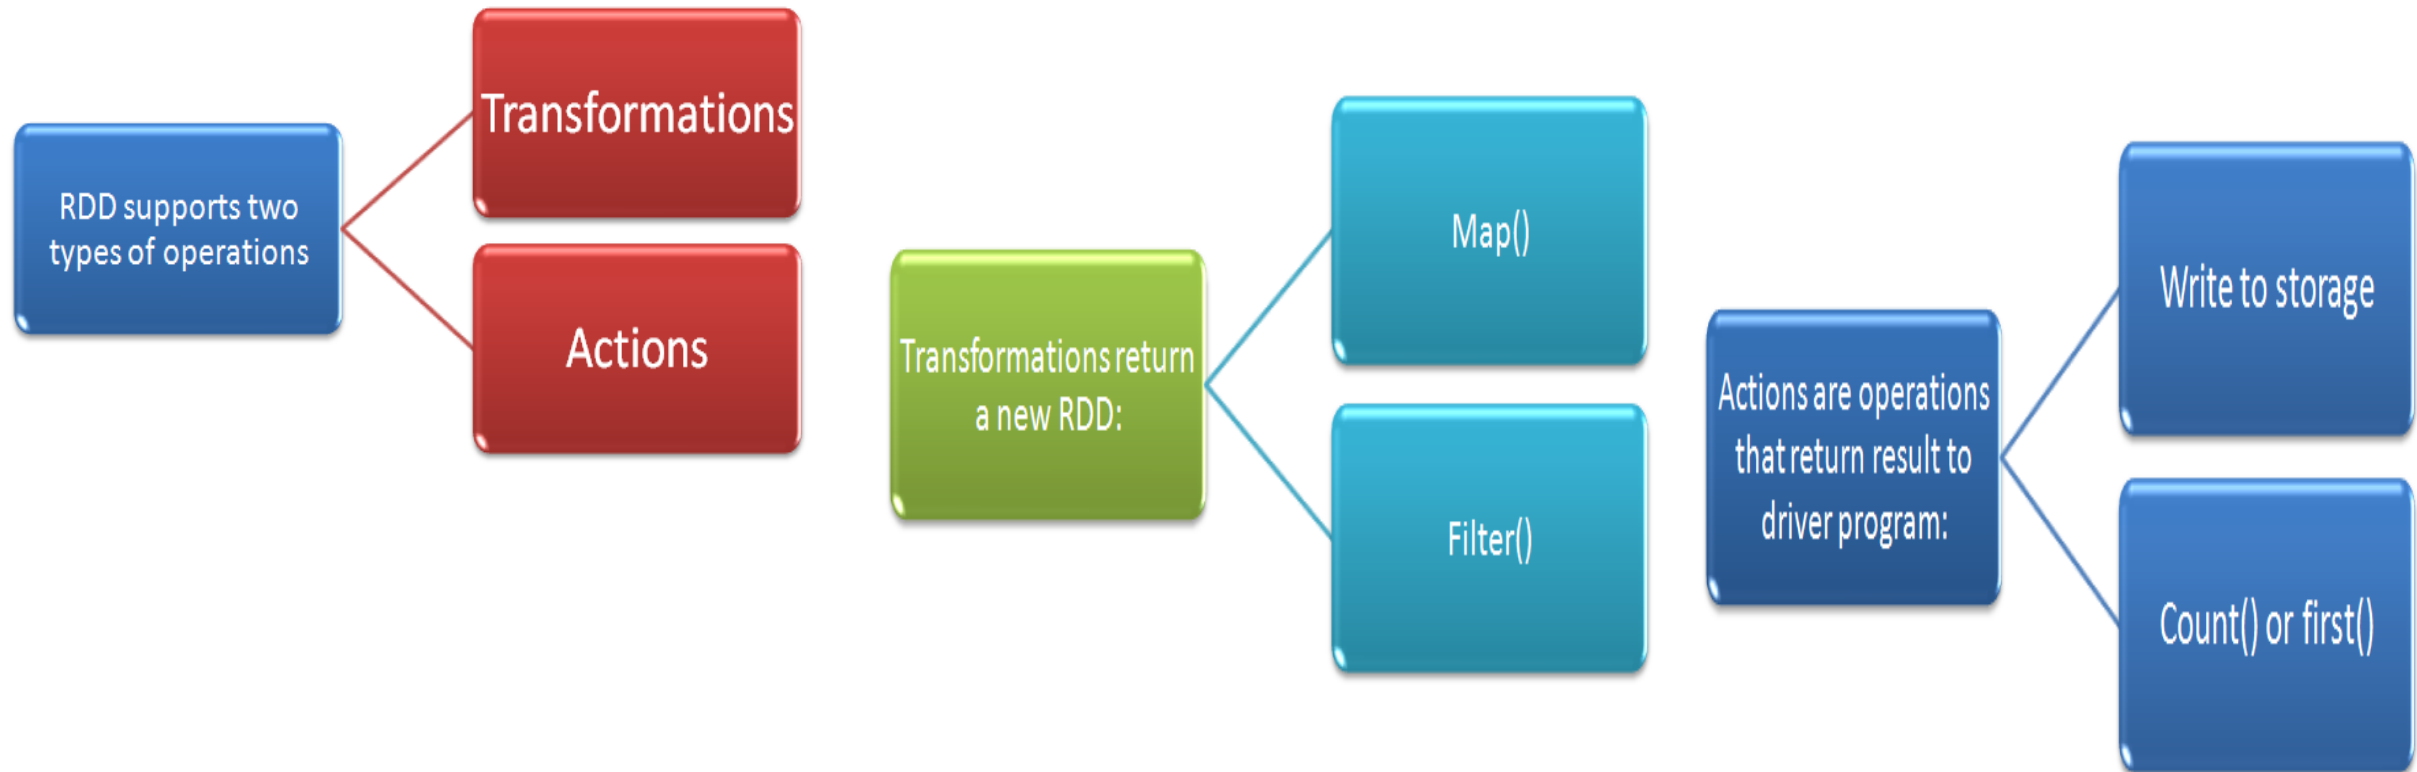 RDD supports two
types of operations
Transformations
Actions
Transformations return
a new RDD:
Map()
Filter()
Actions are operations
that return result to
driver program:
Write to storage
Count() or first()